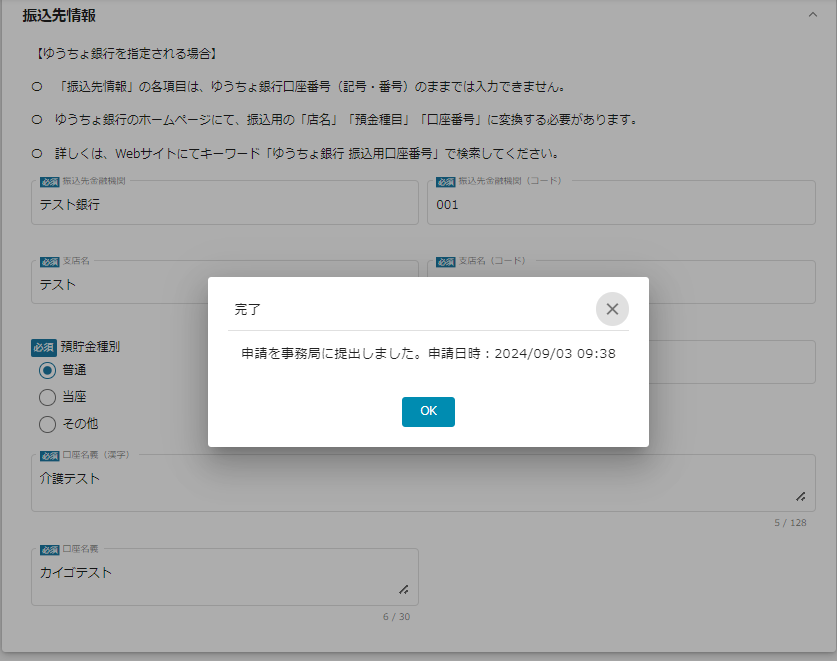 振込先情報
【ゆうちょ銀行を指定される場合】
○ 「振込先情報」の各項目は、ゆうちょ銀行口座番号（記号・番号）のままでは入力できません。
○ ゆうちょ銀行のホームページにて、振込用の「店名」「預金種目」「口座番号」に変換する必要があります。
○ 詳しくは、Webサイトにてキーワード「ゆうちょ銀行 振込用口座番号」で検索してください。
必須 振込先金融機関
必須 振込先金融機関（コード）
テスト銀行
001
必須 支店名
必須 支店名（コード）
テスト
完了
申請を事務局に提出しました。申請日時：2024/09/03 09:38
OK
必須 預貯金種別
普通
当座
その他
必須 口座名義（漢字）
介護テスト
5 / 128
必須 口座名義
カイゴテスト
6 / 30